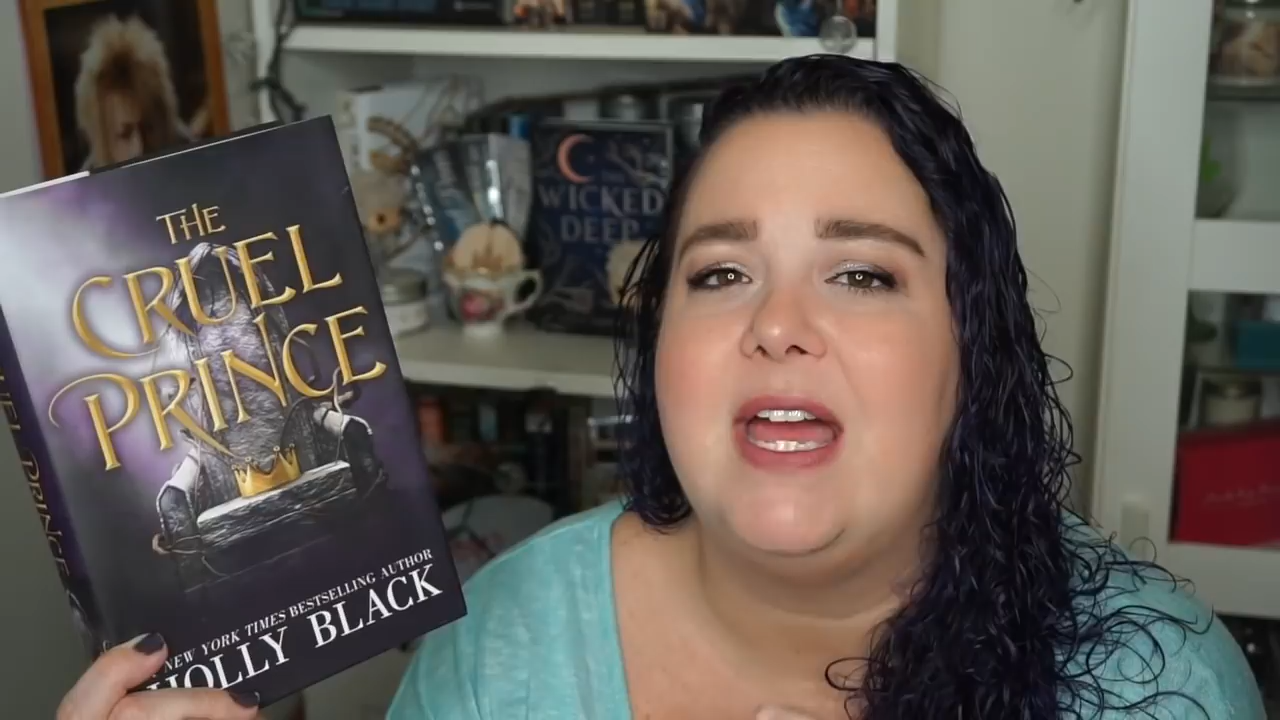 THE
CRUEL
PRINCE
NEW YORK TIMES BESTSELLING AUTHOR
HOLLY BLACK
WICKED
DEEP